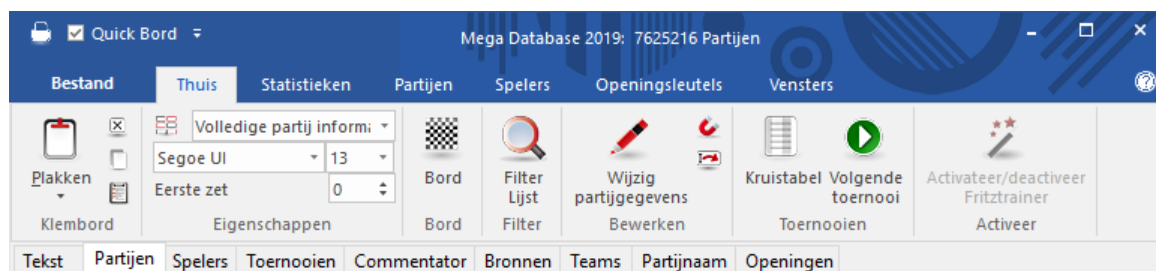 Quick Bord Mega Database 2019: 7625216 Partijen
Bestand Thuis Statistieken Partijen Spelers Openingsleutels Vensters
Volledige partij informa
Plakken Segoe UI 13 Bord Filter Lijst Wijzig partijgegevens Kruistabel Volgende toernooi Activateer/deactiveer Fritztrainer
Eerste zet 0
Klembord Eigenschappen Bord Filter Bewerken Toernooien Activeer
Tekst Partijen Spelers Toernooien Commentator Bronnen Teams Partijnaam Openingen